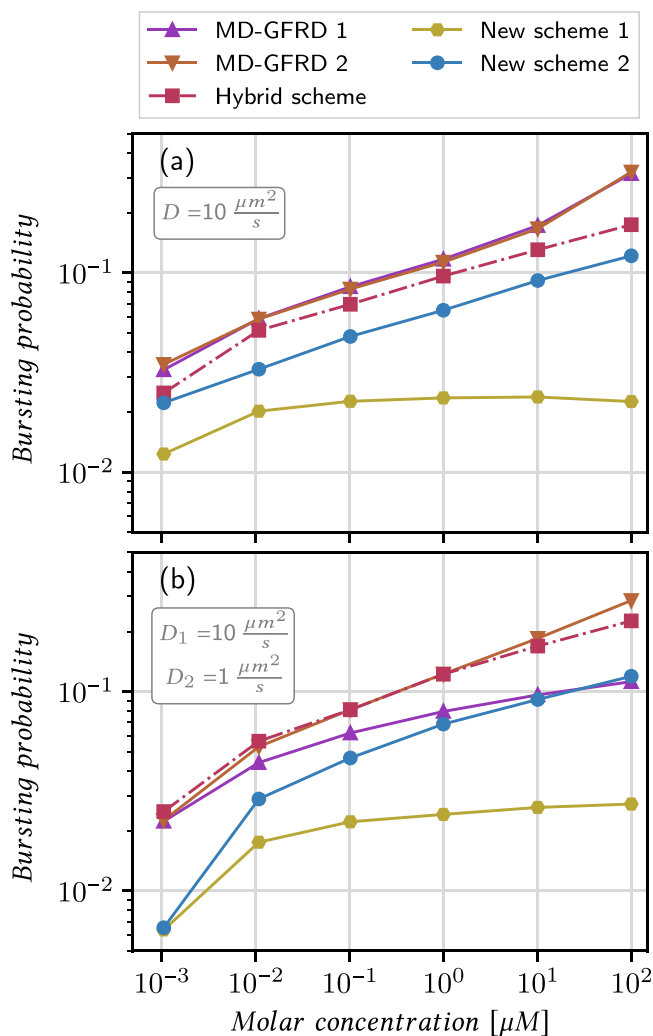 MD-GFRD 1
New scheme 1
MD-GFRD 2
New scheme 2
Hybrid scheme
(a)
D =10 μm²/s
Bursting probability
10⁻¹
10⁻²
(b)
D₁ =10 μm²/s
D₂ =1 μm²/s
Bursting probability
10⁻¹
10⁻²
10⁻³ 10⁻² 10⁻¹ 10⁰ 10¹ 10²
Molar concentration [μM]